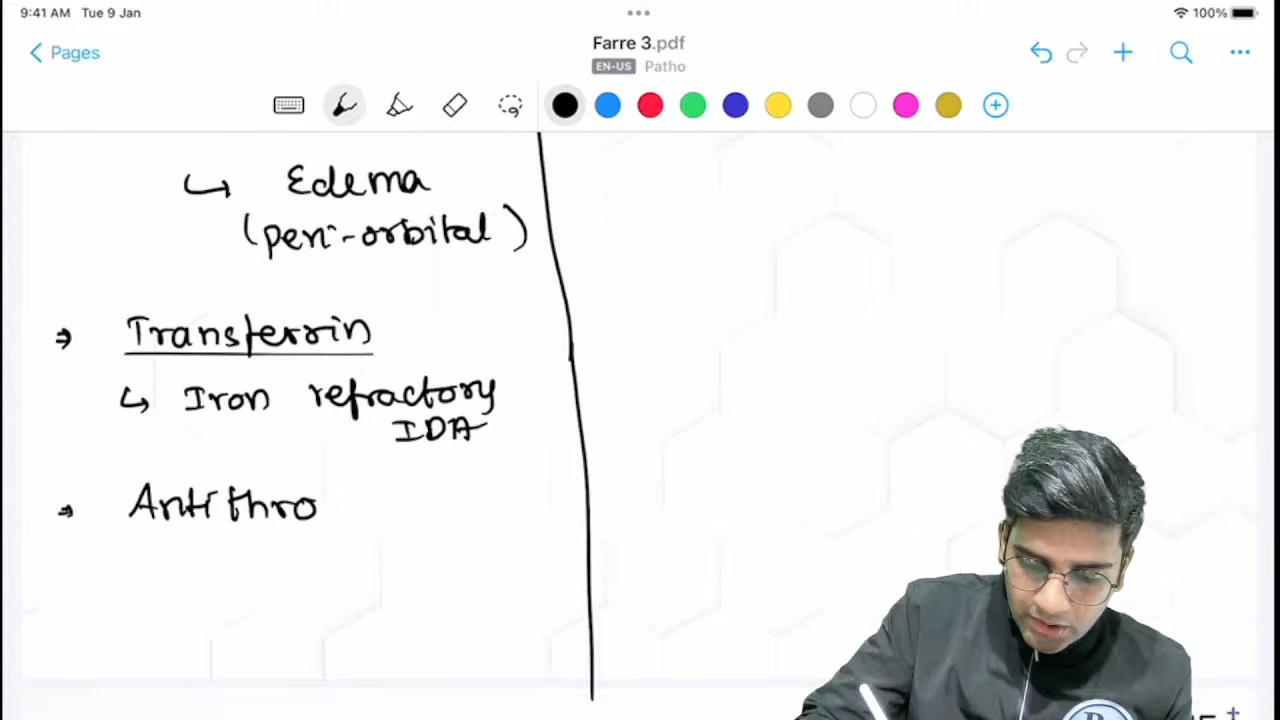 9:41 AM Tue 9 Jan
100%
Pages
Farre 3.pdf
EN-US Patho
↳ Edema
(peri-orbital)
⇒ Transferrin
↳ Iron refractory
IDA
⇒ Antithro